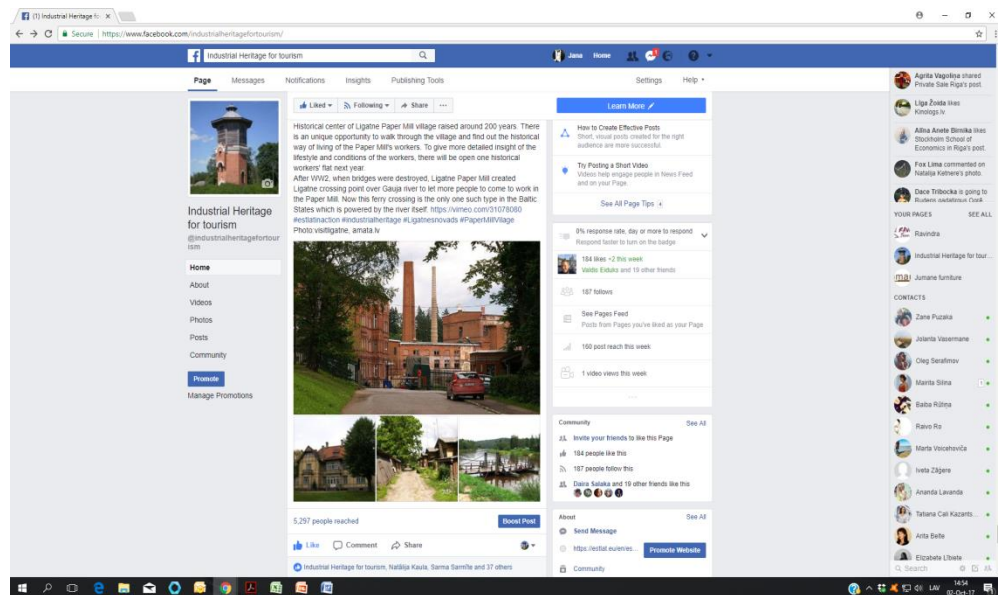 (1) Industrial Heritage fo
Secure
https://www.facebook.com/industrialheritagefortourism/
Industrial Heritage for tourism
Jana
Home
Page
Messages
Notifications
Insights
Publishing Tools
Settings
Help
Liked
Following
Share
Learn More
Industrial Heritage
for tourism
@industrialheritagefortour
ism
Home
About
Videos
Photos
Posts
Community
Promote
Manage Promotions
Historical center of Ligatne Paper Mill village raised around 200 years. There
is an unique opportunity to walk through the village and find out the historical
way of living of the Paper Mill's workers. To give more detailed insight of the
lifestyle and conditions of the workers, there will be open one historical
workers' flat next year.
After WW2, when bridges were destroyed, Ligatne Paper Mill created
Ligatne crossing point over Gauja river to let more people to come to work in
the Paper Mill. Now this ferry crossing is the only one such type in the Baltic
States which is powered by the river itself. https://vimeo.com/31078080
#estlatinaction #industrialheritage #Ligatnesnovads #PaperMillVillage
Photo:visitligatne, amata.lv
5,297 people reached
Boost Post
Like
Comment
Share
Industrial Heritage for tourism, Natālija Kaula, Sarma Sarmīte and 37 others
How to Create Effective Posts
Short, visual posts created for the right
audience are more successful.
Try Posting a Short Video
Videos help engage people in News Feed
and on your Page.
See All Page Tips
0% response rate, day or more to respond
Respond faster to turn on the badge
184 likes +2 this week
Valdis Eiduks and 19 other friends
187 follows
See Pages Feed
Posts from Pages you've liked as your Page
160 post reach this week
1 video views this week
Community
See All
Invite your friends to like this Page
184 people like this
187 people follow this
Daira Salaka and 19 other friends like this
About
See All
Send Message
https://estlat.eu/en/es...
Promote Website
Community
Agrita Vagoliņa shared
Private Sale Riga's post.
Līga Žoida likes
Kinologs.lv
Alina Anete Birnika likes
Stockholm School of
Economics in Riga's post.
Fox Lima commented on
Natalija Ketnere's photo.
Dace Tribocka is going to
YOUR PAGES
SEE ALL
Ravindra
Industrial Heritage for tour...
Jumane furniture
CONTACTS
Zane Puzaka
Jolanta Vasermane
Oleg Serafimov
Mairita Silina
1
Baiba Rūtiņa
Raivo Ro
Marta Voicehoviča
Iveta Zāģere
Ananda Lavanda
Tatiana Cali Kazants...
Arita Belte
Elizabete Lībiete
Search
LAV
14:54
02-Oct-17